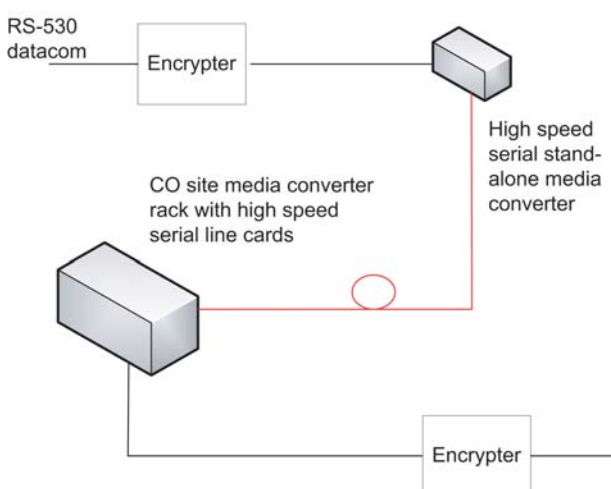 RS-530
datacom
Encrypter
High speed
serial stand-
alone media
converter
CO site media converter
rack with high speed
serial line cards
Encrypter